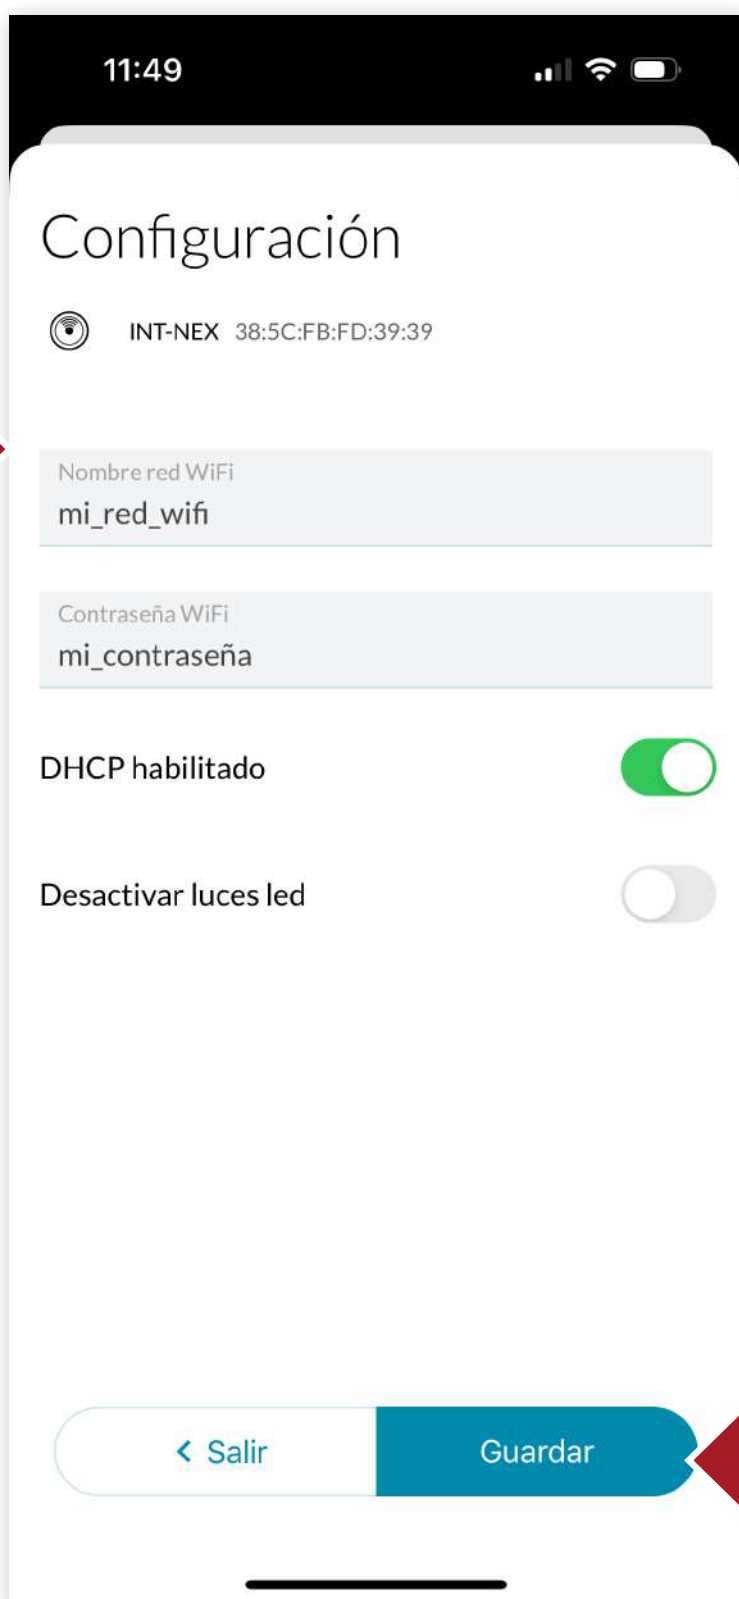 11:49
Configuración
INT-NEX 38:5C:FB:FD:39:39
Nombre red WiFi
mi_red_wifi
Contraseña WiFi
mi_contraseña
DHCP habilitado
Desactivar luces led
Salir
Guardar